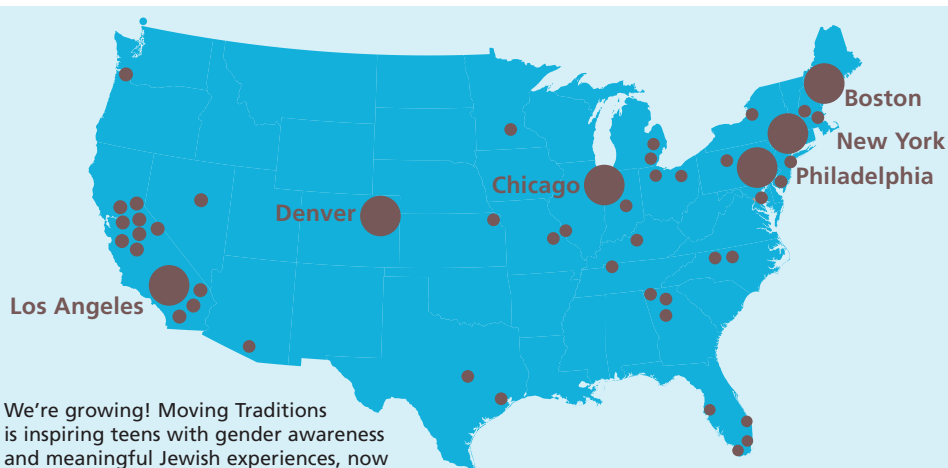 Boston
New York
Philadelphia
Chicago
Denver
Los Angeles
We're growing! Moving Traditions
is inspiring teens with gender awareness
and meaningful Jewish experiences, now